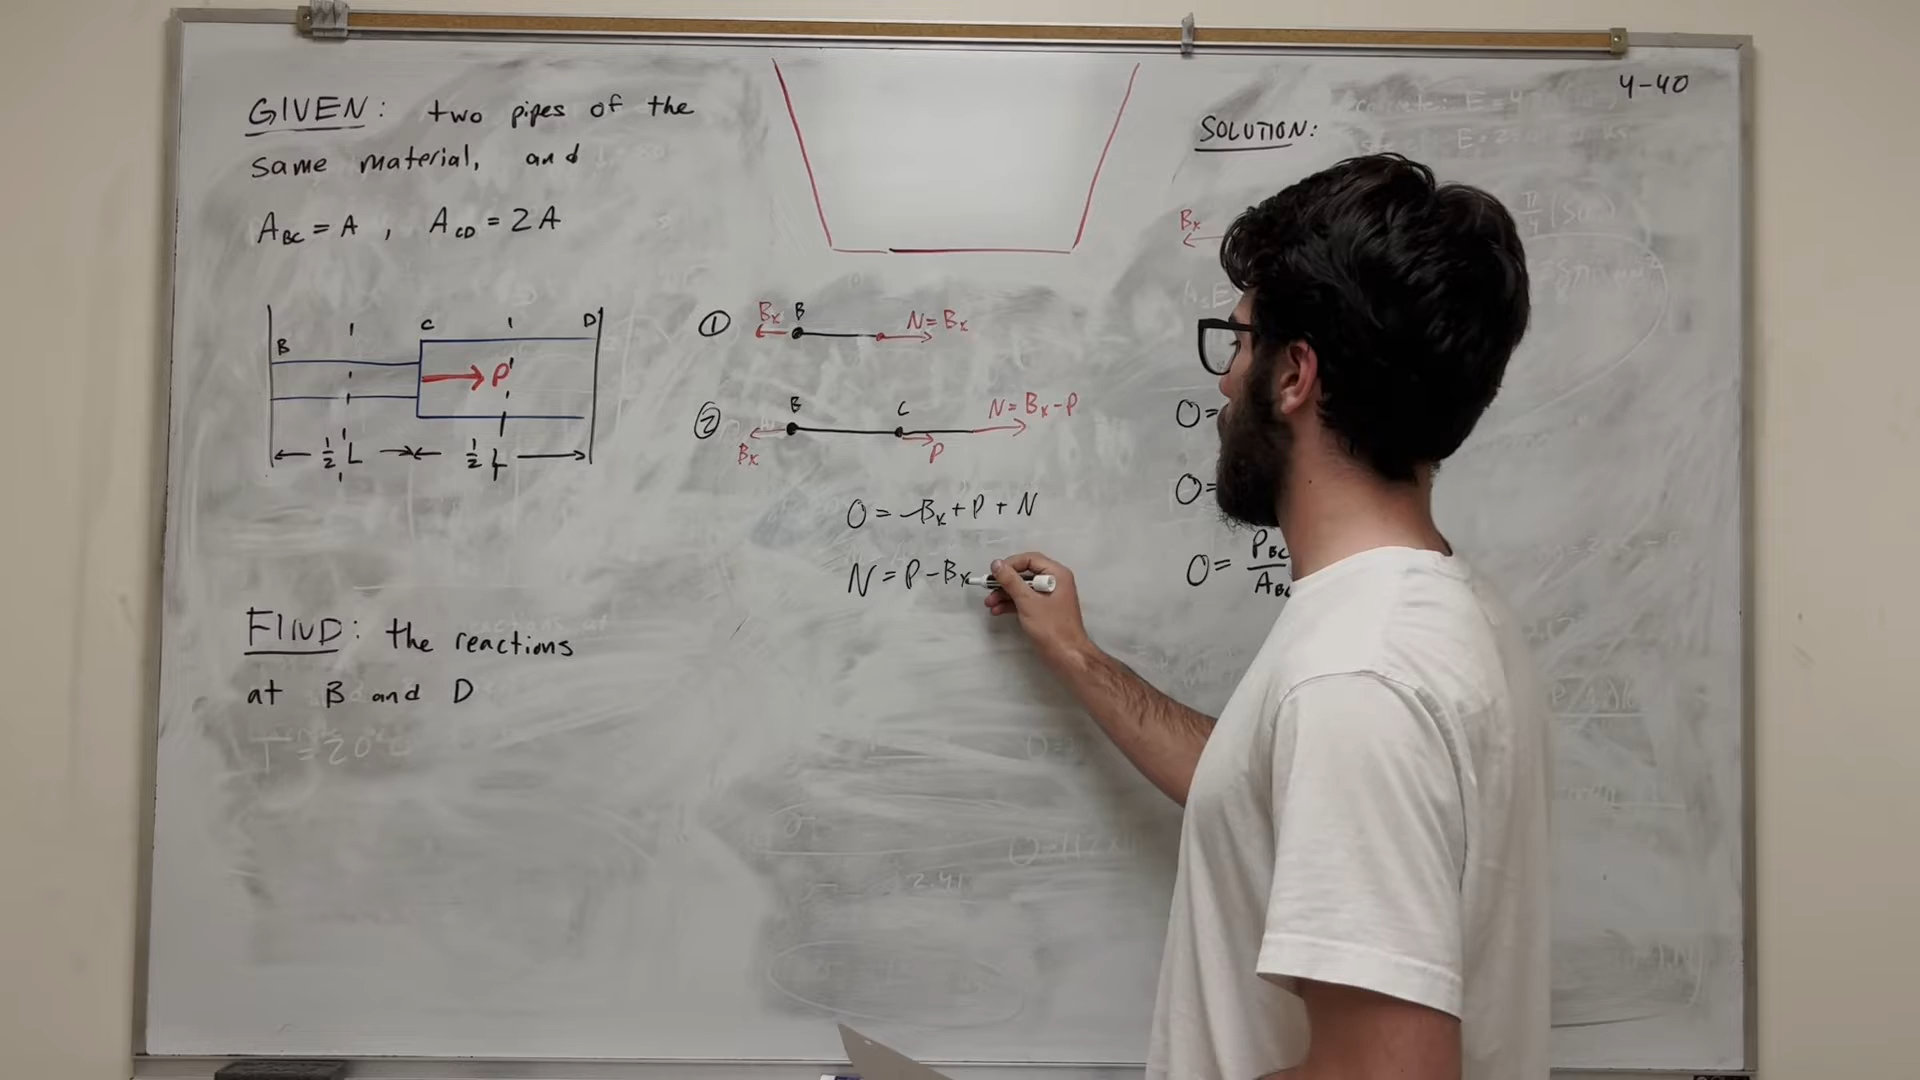 4-40
GIVEN: two pipes of the
same material, and
A_BC = A , A_CD = 2A
B C D
P
1/2 L 1/2 L
FIND: the reactions
at B and D
T = 20°C
① Bx B N = Bx
② B C N = Bx - P
Bx P
0 = -Bx + P + N
N = P - Bx
SOLUTION:
Bx
0=
0=
0= P_BC / A_BC